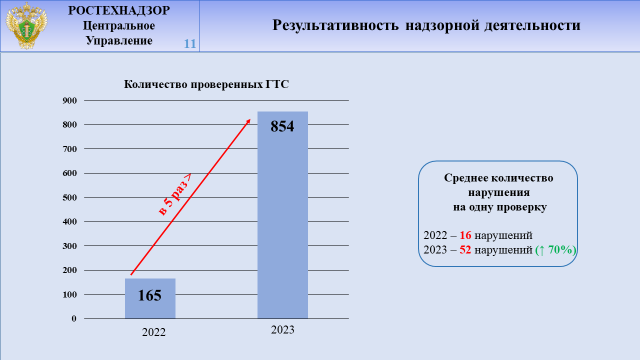 РОСТЕХНАДЗОР
Центральное
Управление
11
Результативность надзорной деятельности
Количество проверенных ГТС
900
800
700
600
500
400
300
200
100
0
854
в 5 раз >
165
2022
2023
Среднее количество
нарушения
на одну проверку
2022 – 16 нарушений
2023 – 52 нарушений (↑ 70%)